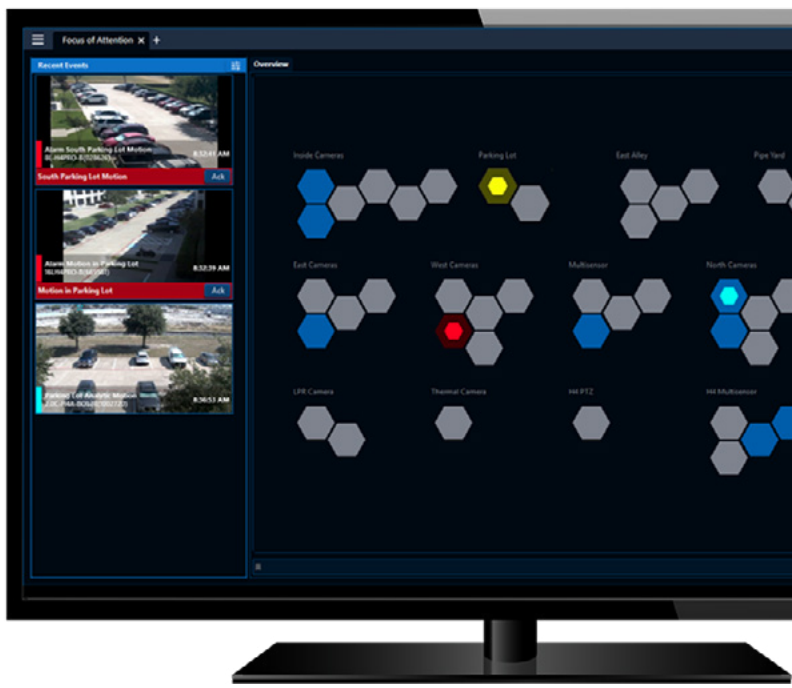 Focus of Attention
Recent Events
Overview
Alarm South Parking Lot Motion
8:32:41 AM
South Parking Lot Motion Ack
Alarm Motion in Parking Lot
8:32:39 AM
Motion in Parking Lot Ack
Parking Lot Analytic Motion
8:30:53 AM
Inside Cameras
Parking Lot
East Alley
Pipe Yard
East Cameras
West Cameras
Multisensor
North Cameras
LPR Camera
Thermal Camera
H4 PTZ
H4 Multisensor